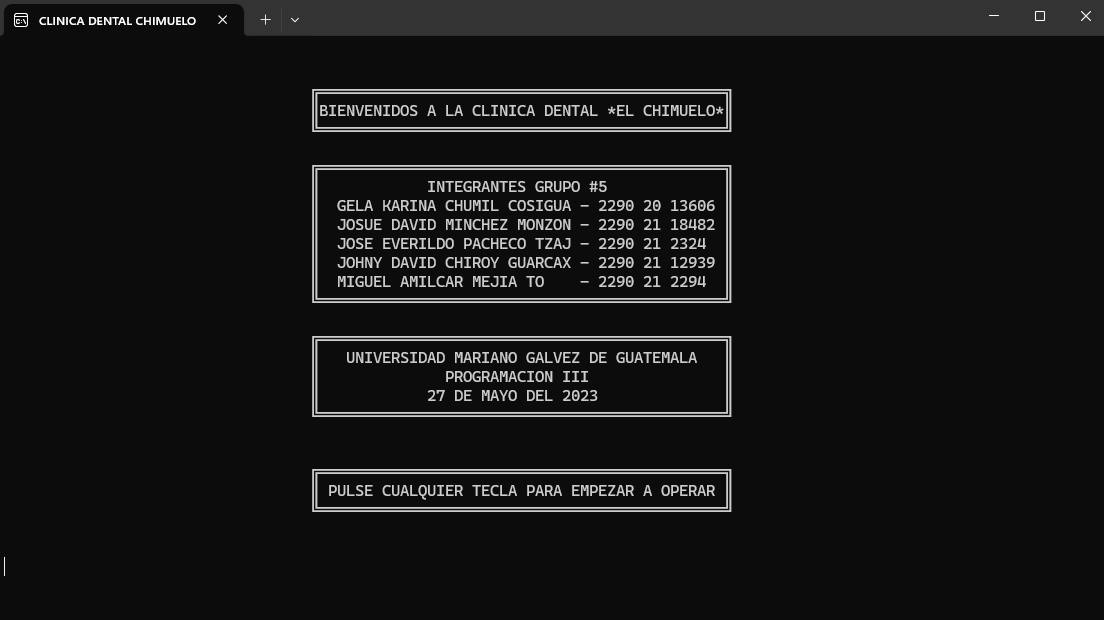 CLINICA DENTAL CHIMUELO
BIENVENIDOS A LA CLINICA DENTAL *EL CHIMUELO*
INTEGRANTES GRUPO #5
GELA KARINA CHUMIL COSIGUA - 2290 20 13606
JOSUE DAVID MINCHEZ MONZON - 2290 21 18482
JOSE EVERILDO PACHECO TZAJ - 2290 21 2324
JOHNY DAVID CHIROY GUARCAX - 2290 21 12939
MIGUEL AMILCAR MEJIA TO - 2290 21 2294
UNIVERSIDAD MARIANO GALVEZ DE GUATEMALA
PROGRAMACION III
27 DE MAYO DEL 2023
PULSE CUALQUIER TECLA PARA EMPEZAR A OPERAR